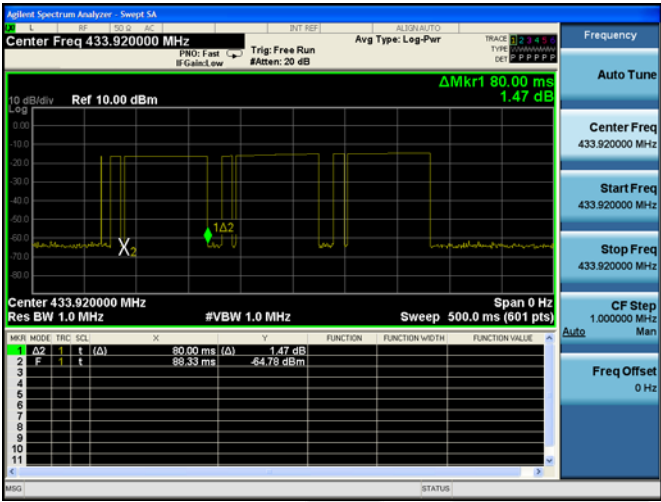 Agilent Spectrum Analyzer - Swept SA
L RF 50 Ω AC INT REF ALIGNAUTO
Center Freq 433.920000 MHz
PNO: Fast
IFGain:Low
Trig: Free Run
#Atten: 20 dB
Avg Type: Log-Pwr
TRACE 1 2 3 4 5 6
TYPE
DET P P P P P P
ΔMkr1 80.00 ms
1.47 dB
10 dB/div Ref 10.00 dBm
Log
0.00
-10.0
-20.0
-30.0
-40.0
-50.0
-60.0
-70.0
-80.0
1Δ2
X2
Center 433.920000 MHz Span 0 Hz
Res BW 1.0 MHz #VBW 1.0 MHz Sweep 500.0 ms (601 pts)
MKR MODE TRC SCL X Y FUNCTION FUNCTION WIDTH FUNCTION VALUE
1 Δ2 1 t (Δ) 80.00 ms (Δ) 1.47 dB
2 F 1 t 88.33 ms -64.78 dBm
3
4
5
6
7
8
9
10
11
MSG STATUS
Frequency
Auto Tune
Center Freq
433.920000 MHz
Start Freq
433.920000 MHz
Stop Freq
433.920000 MHz
CF Step
1.000000 MHz
Auto Man
Freq Offset
0 Hz